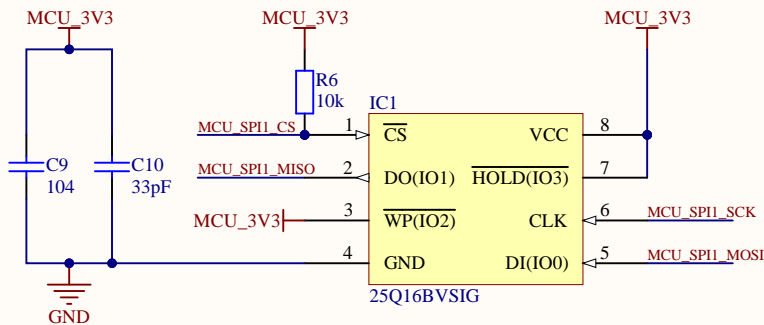 MCU_3V3
MCU_3V3
MCU_3V3
R6
10k
IC1
MCU_SPI1_CS
1
CS
VCC
8
C9
104
C10
33pF
MCU_SPI1_MISO
2
DO(IO1)
HOLD(IO3)
7
MCU_3V3
3
WP(IO2)
CLK
6
MCU_SPI1_SCK
4
GND
DI(IO0)
5
MCU_SPI1_MOSI
25Q16BVSIG
GND